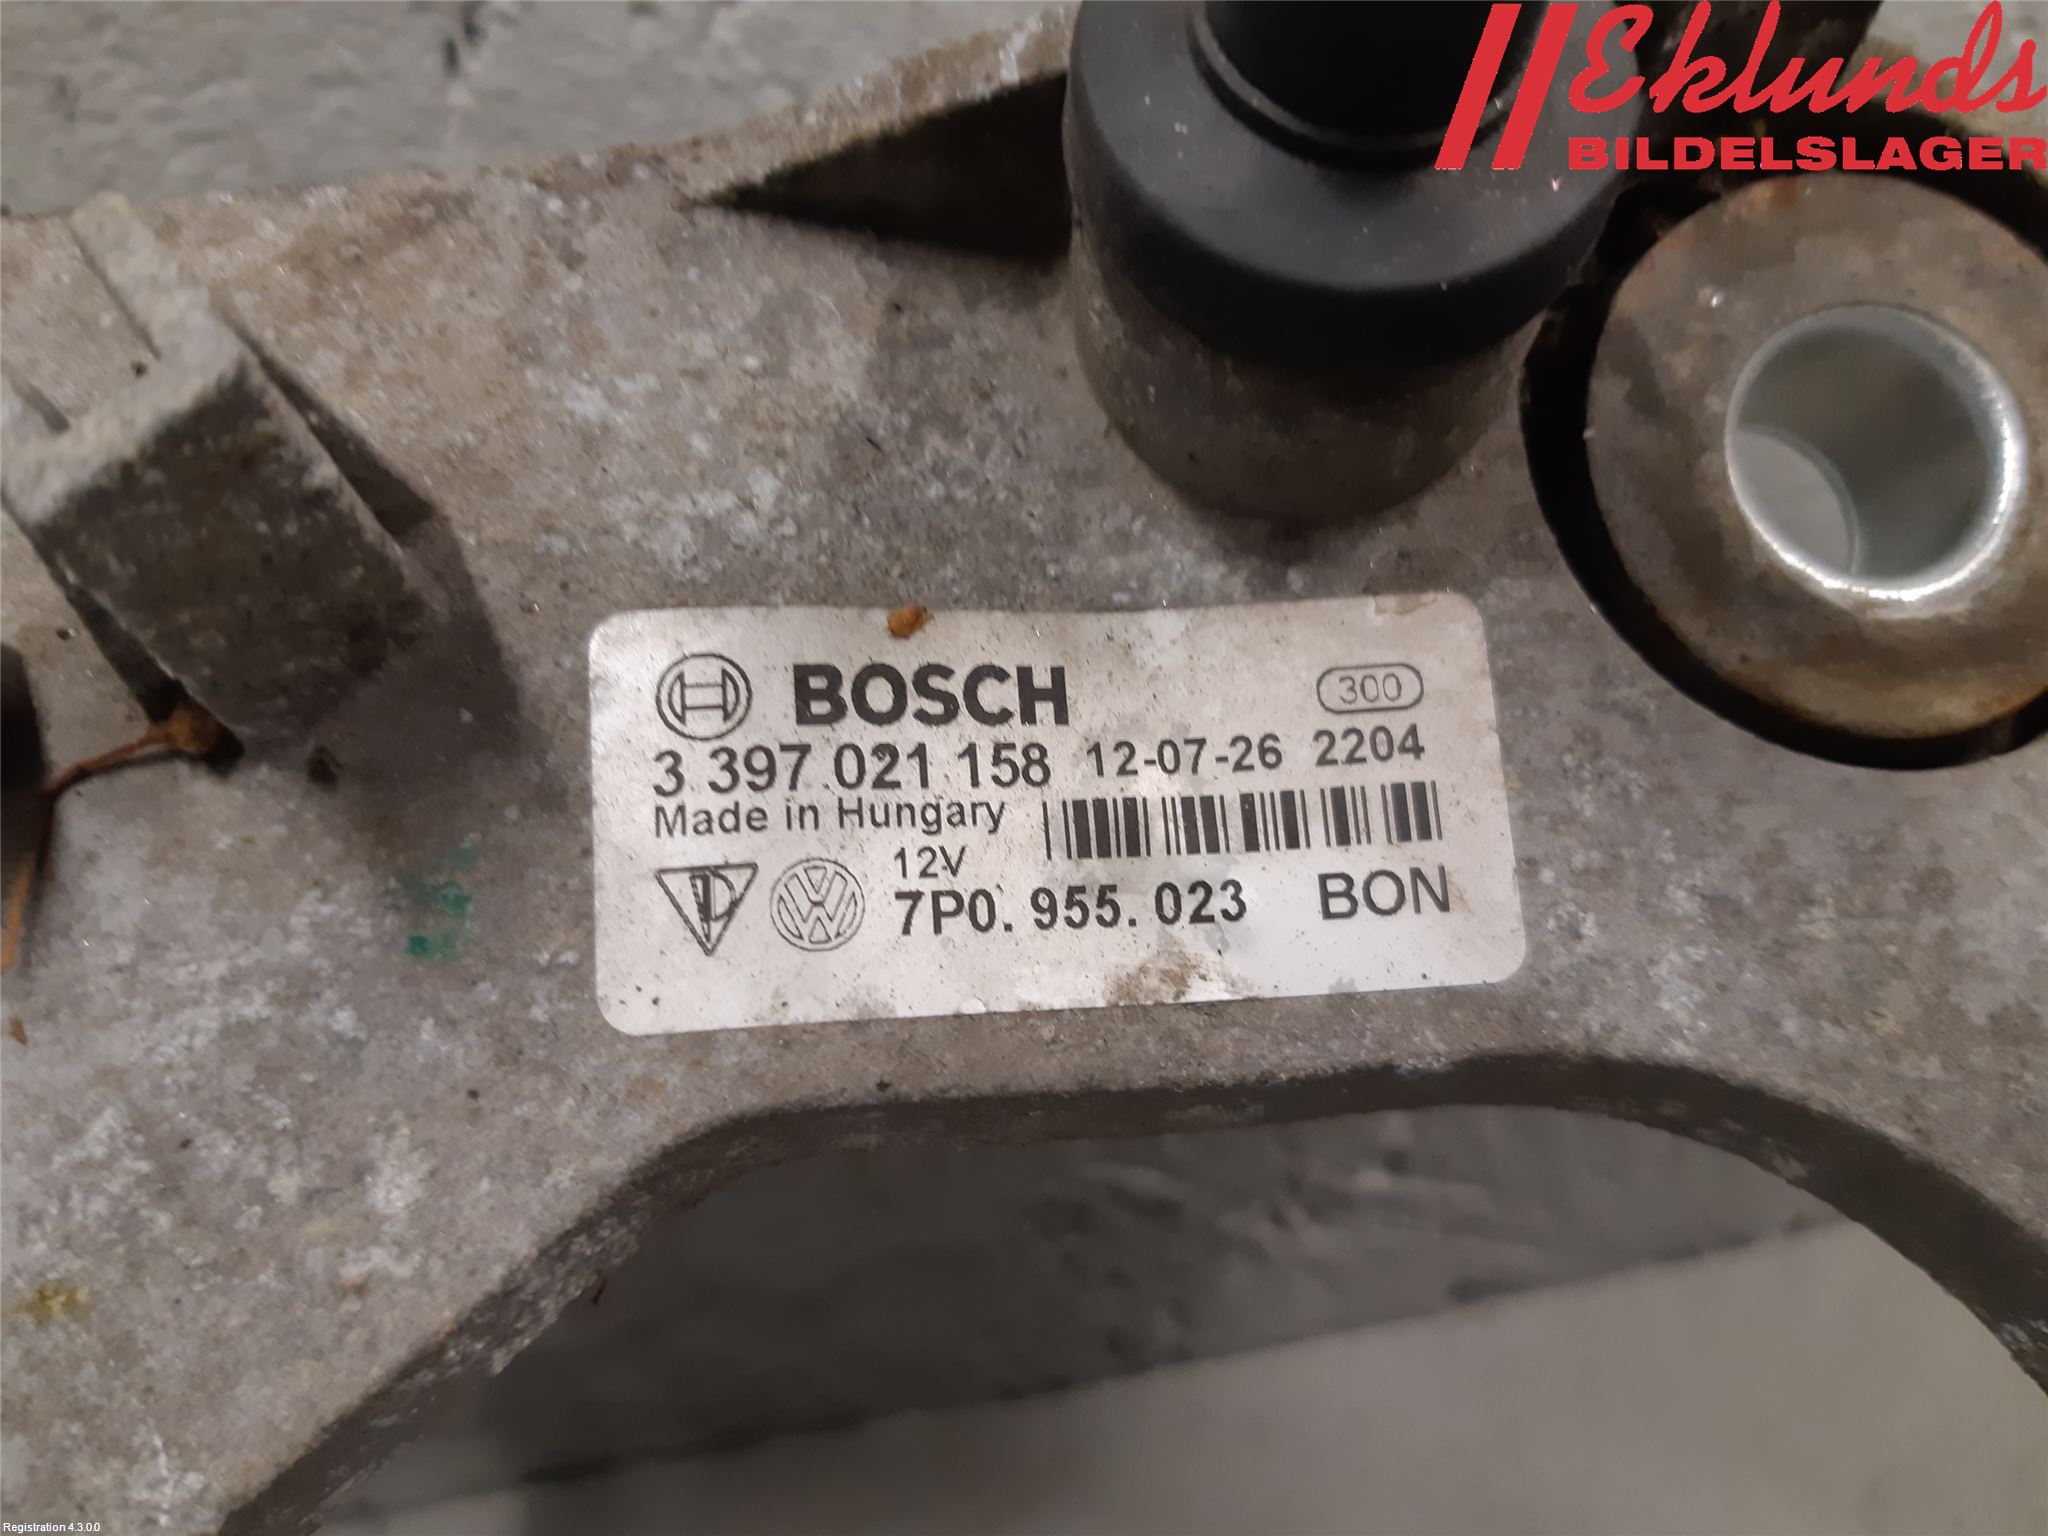 Eklunds
BILDELSLAGER
BOSCH 300
3 397 021 158 12-07-26 2204
Made in Hungary
12V
7P0. 955. 023 BON
Registration 4.3.0.0